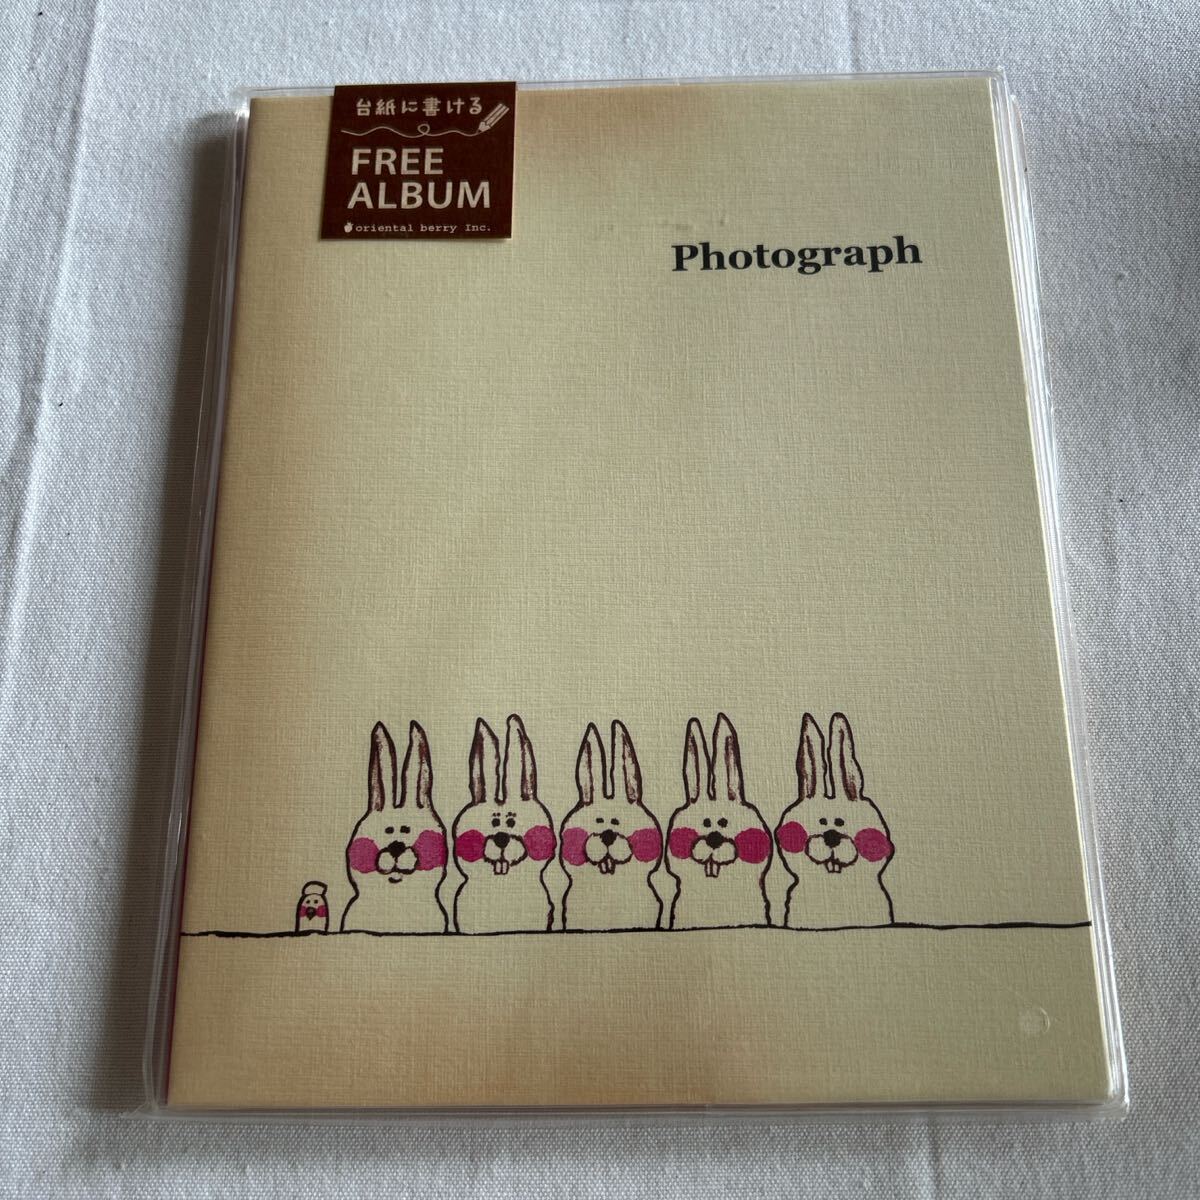 台紙に書ける
FREE
ALBUM
oriental berry Inc.
Photograph